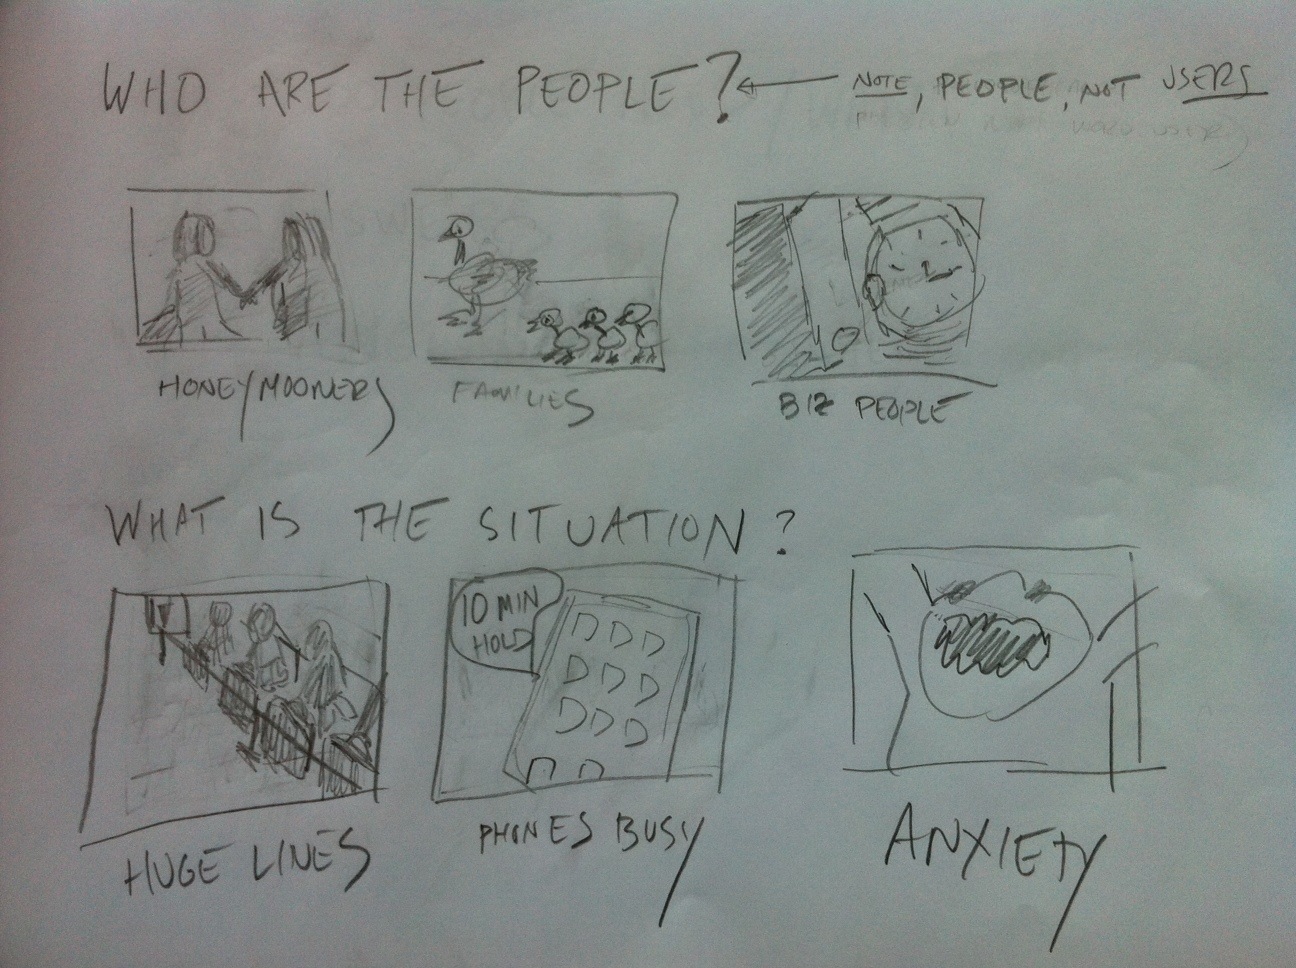 WHO ARE THE PEOPLE? NOTE, PEOPLE, NOT USERS
HONEYMOONERS FAMILIES BIZ PEOPLE
WHAT IS THE SITUATION?
10 MIN
HOLD
HUGE LINES PHONES BUSY ANXIETY